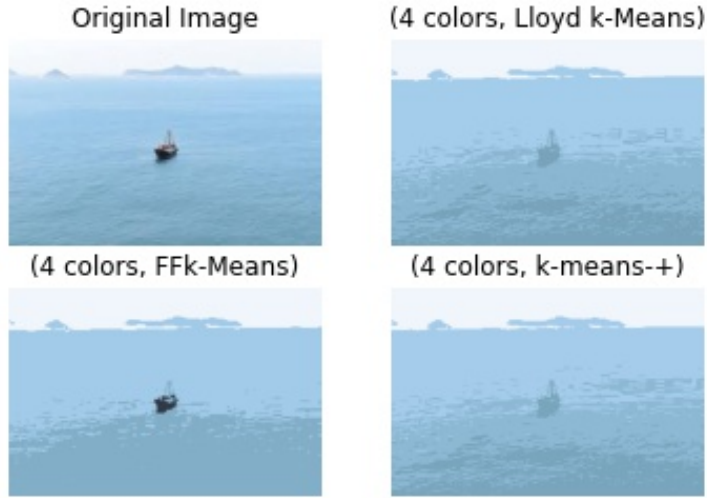 Original Image
(4 colors, Lloyd k-Means)
(4 colors, FFk-Means)
(4 colors, k-means-+)